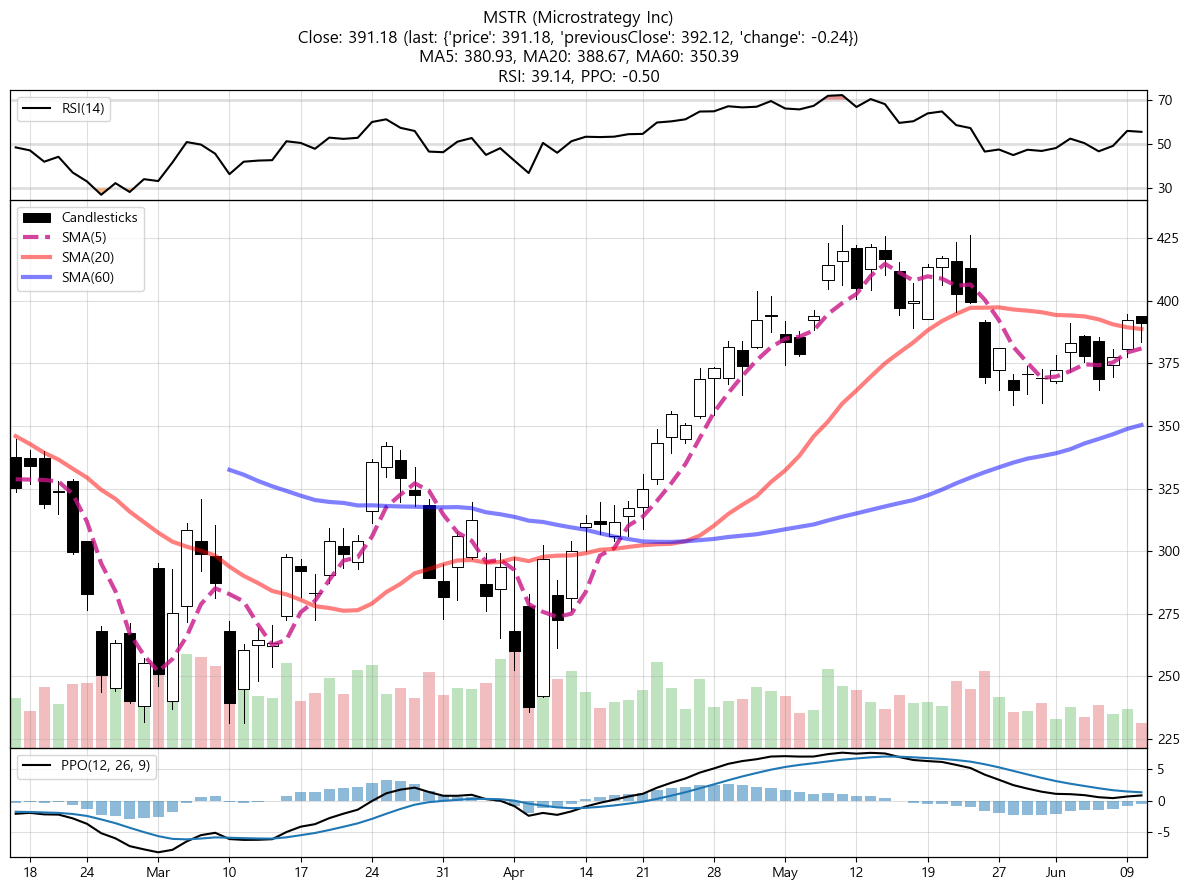 MSTR (Microstrategy Inc)
Close: 391.18 (last: {'price': 391.18, 'previousClose': 392.12, 'change': -0.24})
MA5: 380.93, MA20: 388.67, MA60: 350.39
RSI: 39.14, PPO: -0.50
RSI(14)
70
50
30
Candlesticks
SMA(5)
SMA(20)
SMA(60)
425
400
375
350
325
300
275
250
225
PPO(12, 26, 9)
5
0
-5
18 24 Mar 10 17 24 31 Apr 14 21 28 May 12 19 27 Jun 09